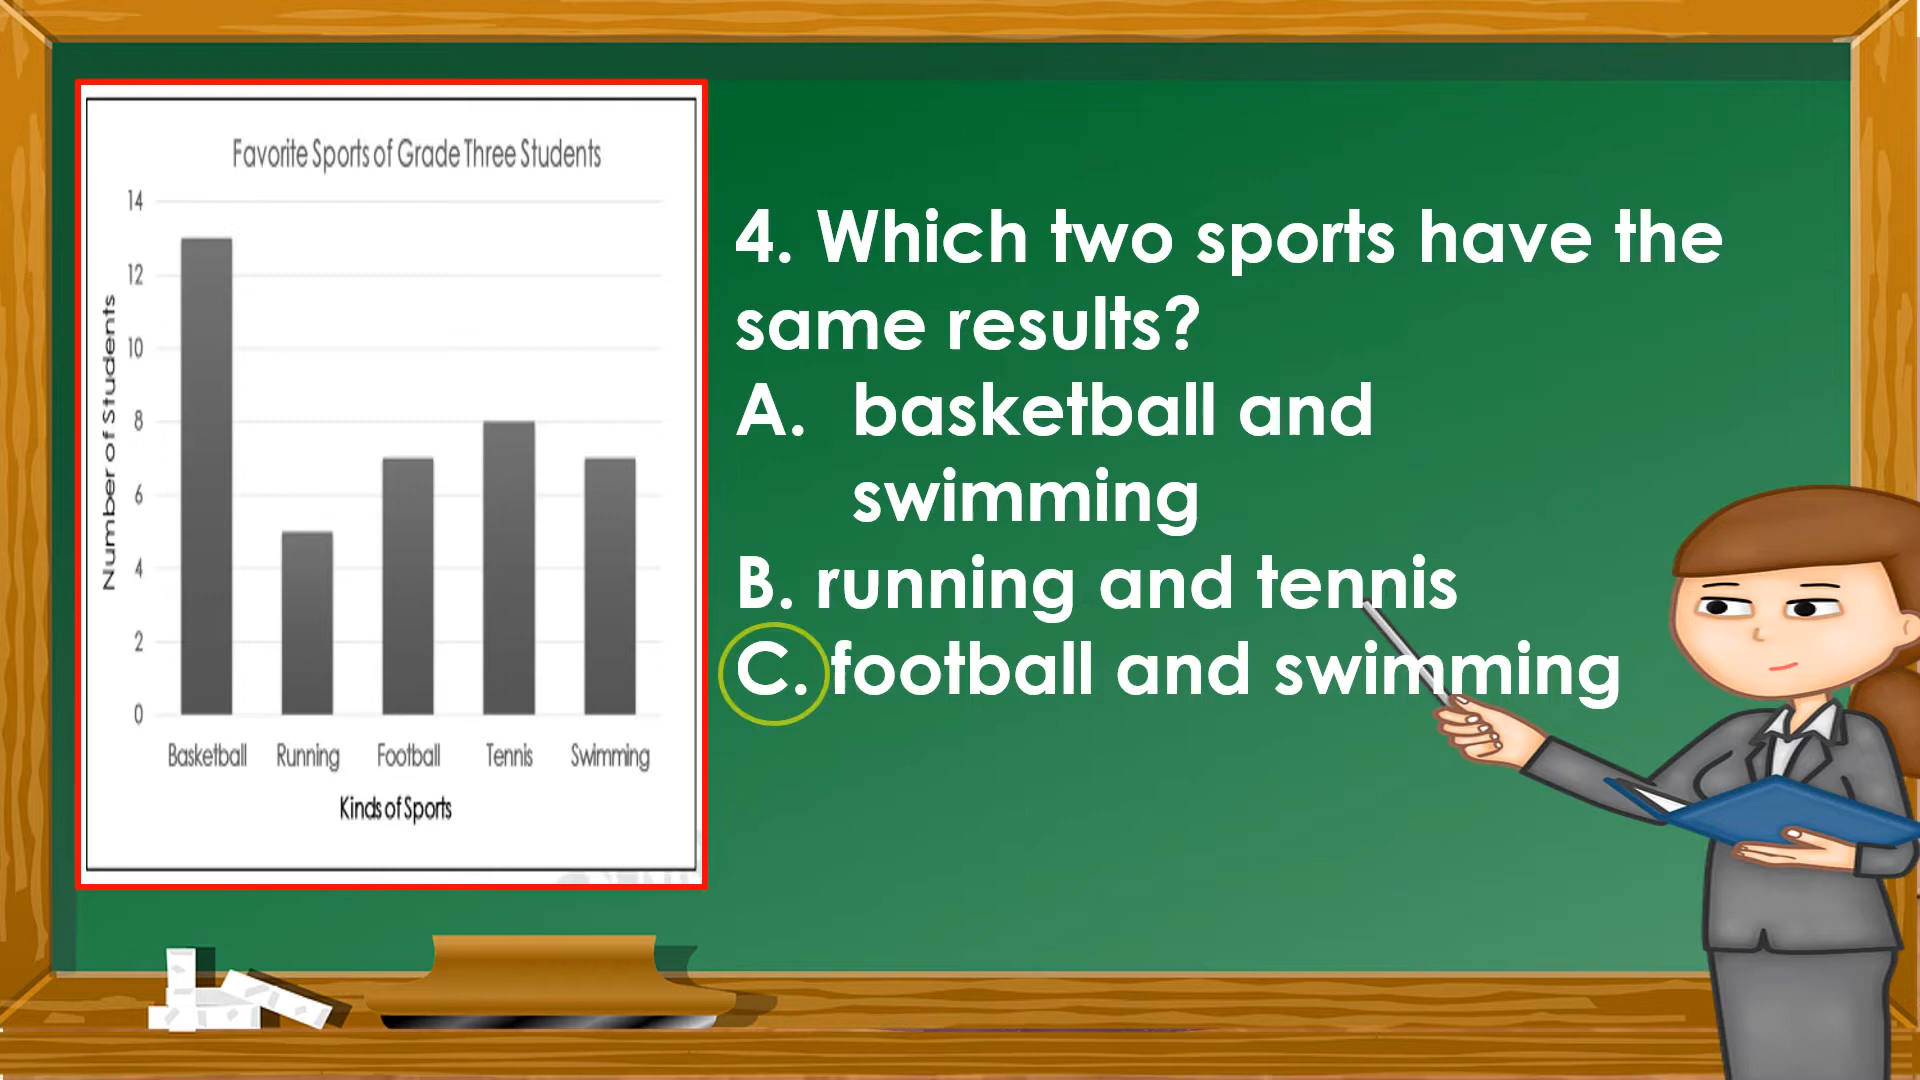 Favorite Sports of Grade Three Students
14
12
10
8
6
4
2
0
Number of Students
Basketball Running Football Tennis Swimming
Kinds of Sports
4. Which two sports have the
same results?
A. basketball and
swimming
B. running and tennis
C. football and swimming